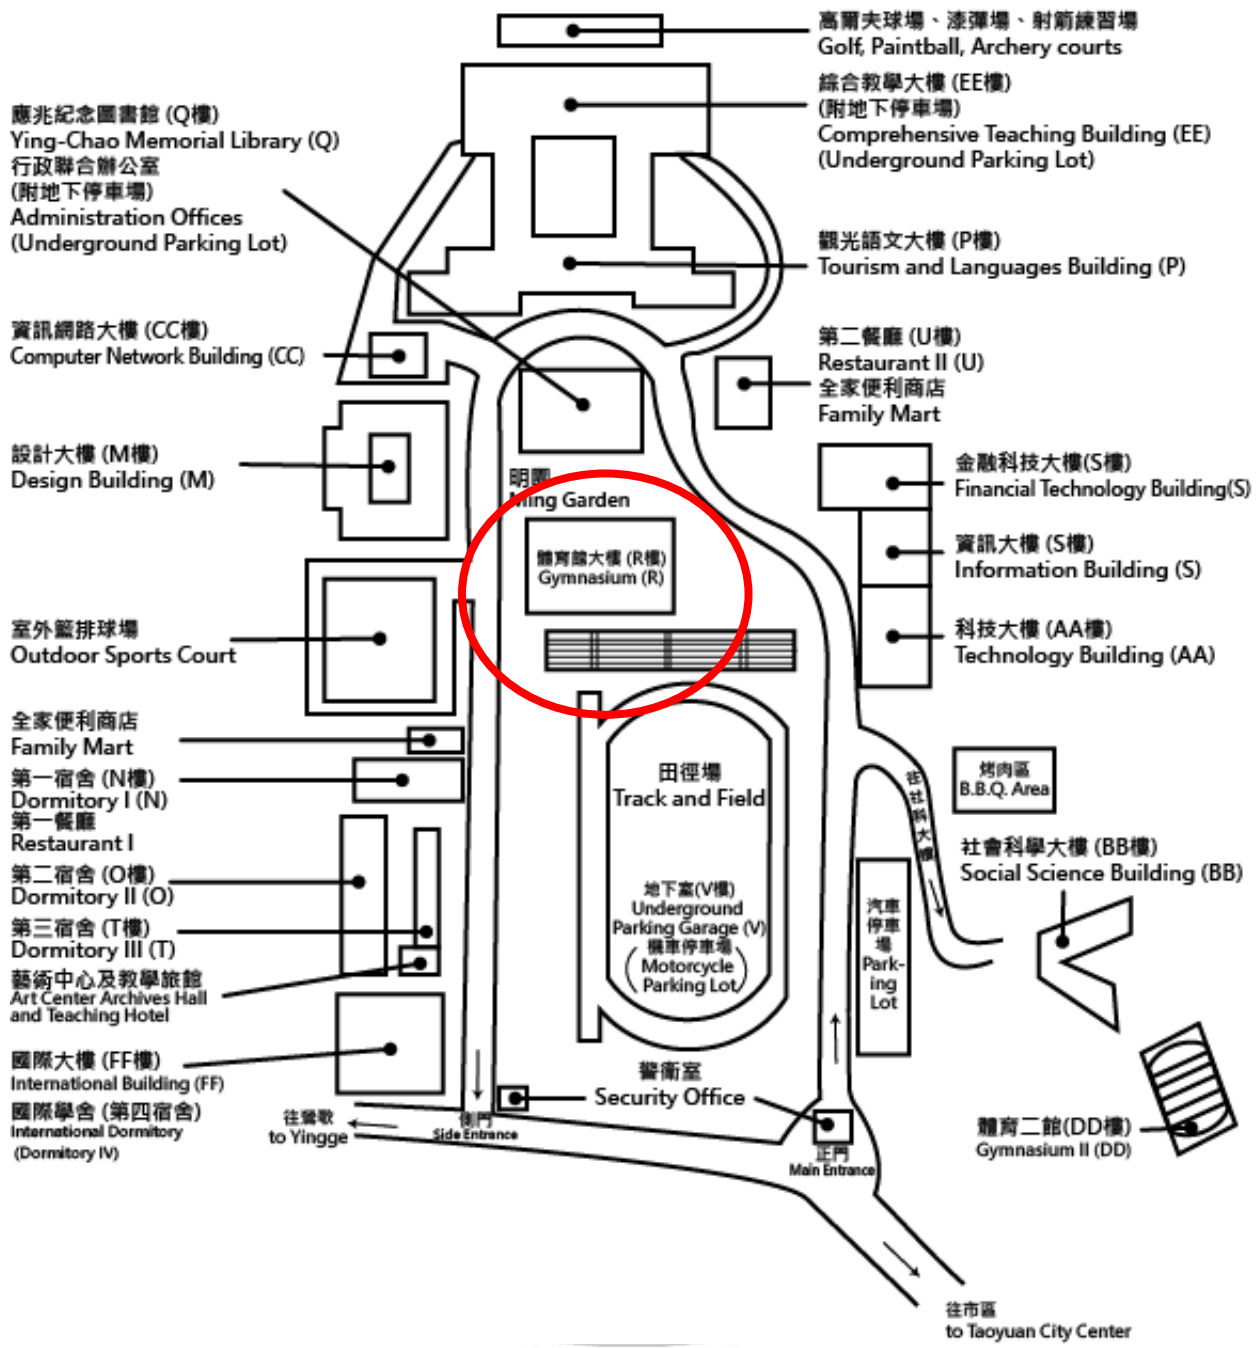 高爾夫球場、漆彈場、射箭練習場
Golf, Paintball, Archery courts
綜合教學大樓 (EE樓)
(附地下停車場)
Comprehensive Teaching Building (EE)
(Underground Parking Lot)
應兆紀念圖書館 (Q樓)
Ying-Chao Memorial Library (Q)
行政聯合辦公室
(附地下停車場)
Administration Offices
(Underground Parking Lot)
觀光語文大樓 (P樓)
Tourism and Languages Building (P)
資訊網路大樓 (CC樓)
Computer Network Building (CC)
第二餐廳 (U樓)
Restaurant II (U)
全家便利商店
Family Mart
設計大樓 (M樓)
Design Building (M)
明園
Ming Garden
金融科技大樓(S樓)
Financial Technology Building(S)
體育館大樓 (R樓)
Gymnasium (R)
資訊大樓 (S樓)
Information Building (S)
室外籃排球場
Outdoor Sports Court
科技大樓 (AA樓)
Technology Building (AA)
全家便利商店
Family Mart
第一宿舍 (N樓)
Dormitory I (N)
第一餐廳
Restaurant I
第二宿舍 (O樓)
Dormitory II (O)
第三宿舍 (T樓)
Dormitory III (T)
藝術中心及教學旅館
Art Center Archives Hall
and Teaching Hotel
國際大樓 (FF樓)
International Building (FF)
國際學舍 (第四宿舍)
International Dormitory
(Dormitory IV)
田徑場
Track and Field
地下室(V樓)
Underground
Parking Garage (V)
機車停車場
(Motorcycle
Parking Lot)
往社科大樓
烤肉區
B.B.Q. Area
社會科學大樓 (BB樓)
Social Science Building (BB)
汽車
停車
場
Park-
ing
Lot
警衛室
Security Office
往鶯歌
to Yingge
側門
Side Entrance
正門
Main Entrance
體育二館(DD樓)
Gymnasium II (DD)
往市區
to Taoyuan City Center